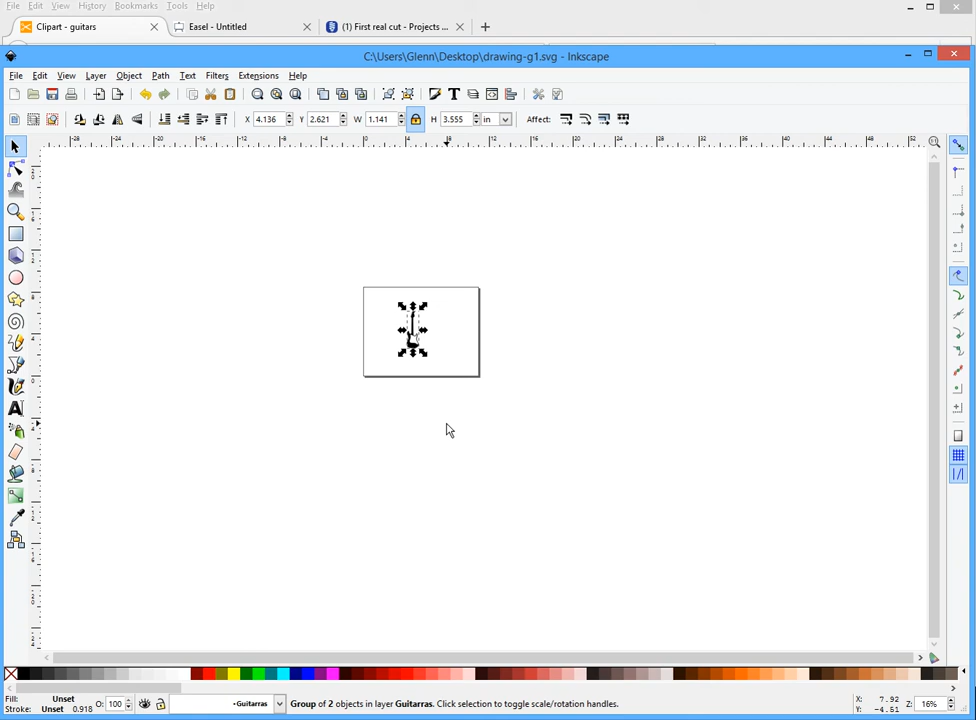 File Edit View History Bookmarks Tools Help
Clipart - guitars Easel - Untitled (1) First real cut - Projects ...
C:\Users\Glenn\Desktop\drawing-g1.svg - Inkscape
File Edit View Layer Object Path Text Filters Extensions Help
X 4.136 Y 2.621 W 1.141 H 3.555 in Affect:
Fill: Unset
Stroke: Unset 0.918
O: 100
•Guitarras
Group of 2 objects in layer Guitarras. Click selection to toggle scale/rotation handles.
X: 7.92
Y: -4.51
Z: 16%